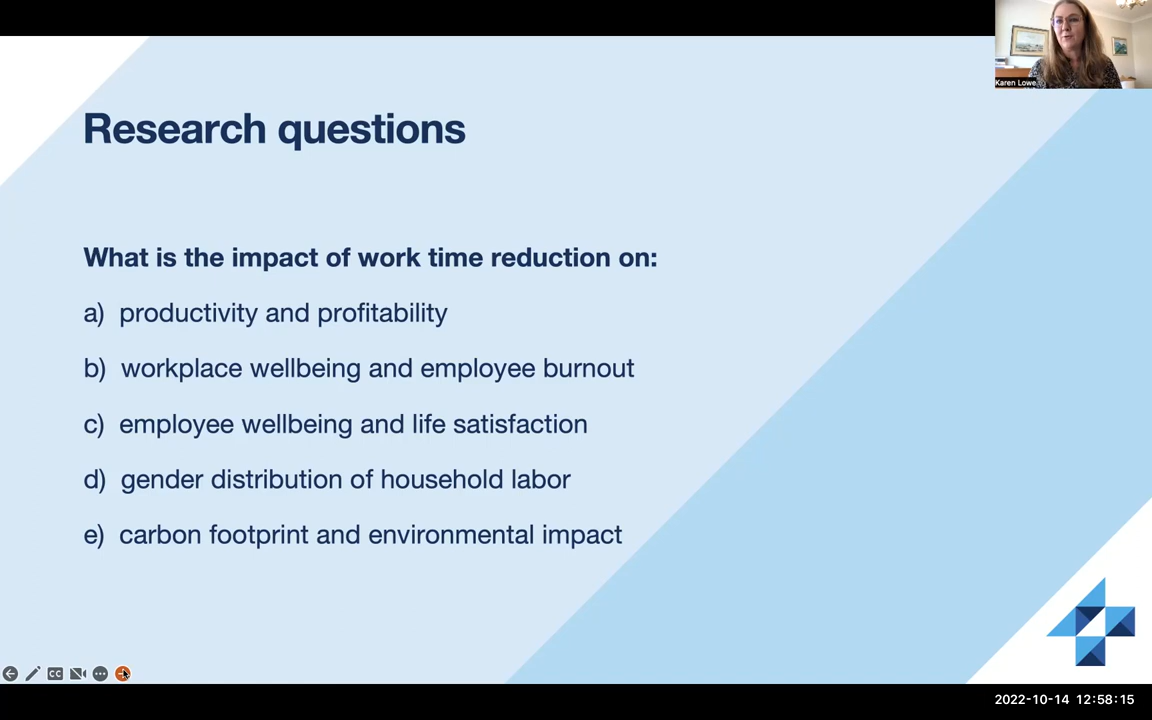 Karen Lowe
Research questions
What is the impact of work time reduction on:
a) productivity and profitability
b) workplace wellbeing and employee burnout
c) employee wellbeing and life satisfaction
d) gender distribution of household labor
e) carbon footprint and environmental impact
CC
2022-10-14 12:58:15